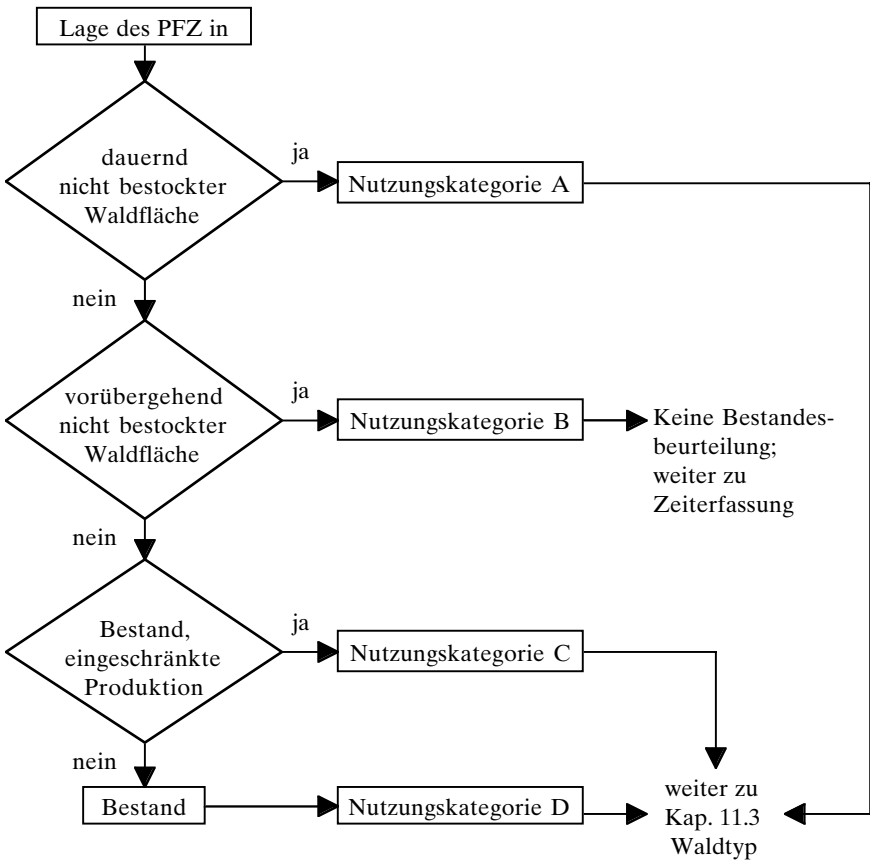 Lage des PFZ in
dauernd
nicht bestockter
Waldfläche
ja
Nutzungskategorie A
nein
vorübergehend
nicht bestockter
Waldfläche
ja
Nutzungskategorie B
Keine Bestandes-
beurteilung;
weiter zu
Zeiterfassung
nein
Bestand,
eingeschränkte
Produktion
ja
Nutzungskategorie C
nein
Bestand
Nutzungskategorie D
weiter zu
Kap. 11.3
Waldtyp